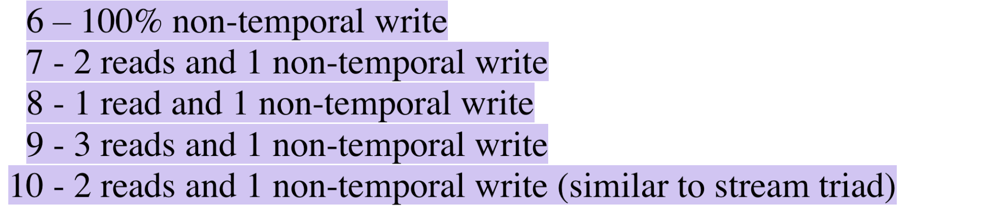 6 – 100% non-temporal write
7 - 2 reads and 1 non-temporal write
8 - 1 read and 1 non-temporal write
9 - 3 reads and 1 non-temporal write
10 - 2 reads and 1 non-temporal write (similar to stream triad)